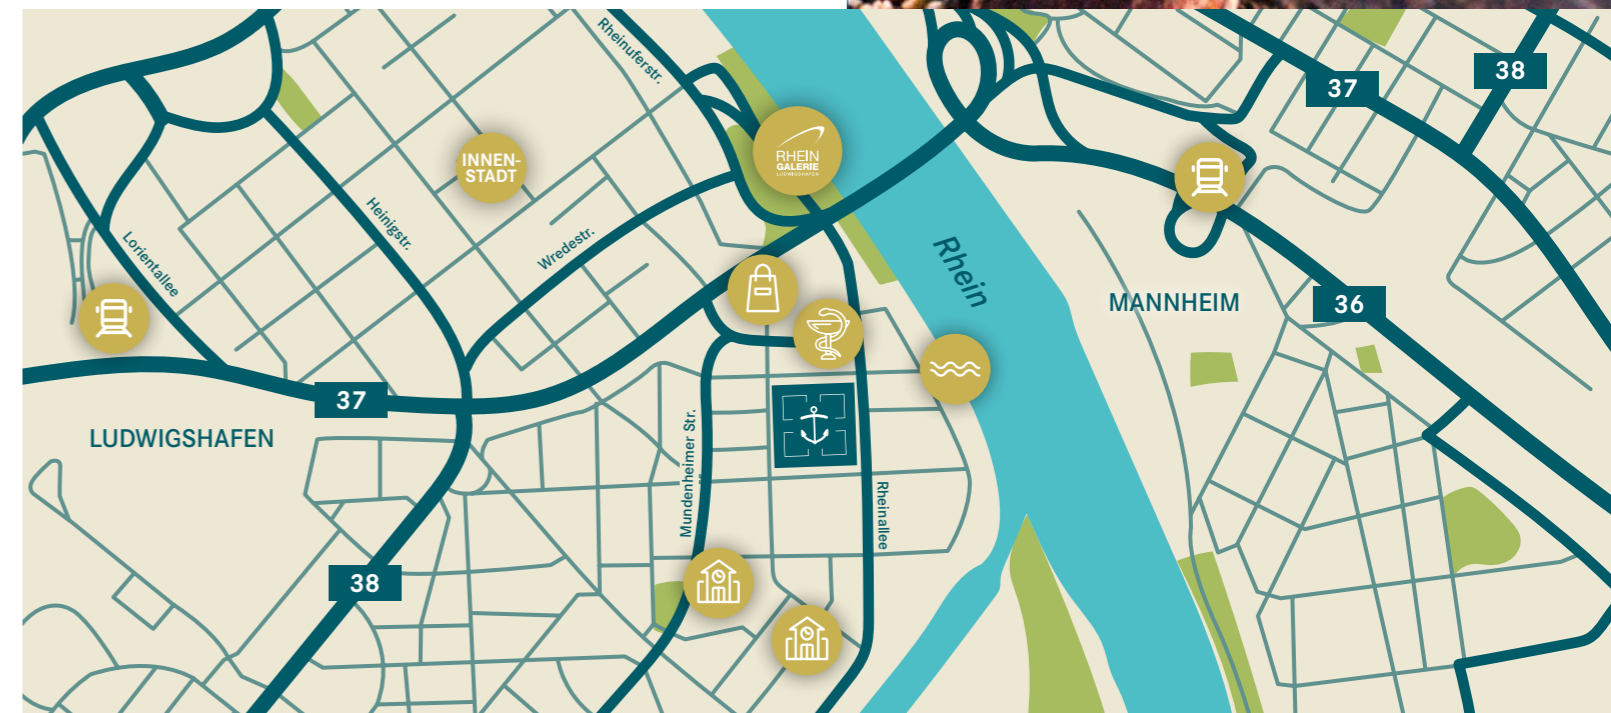 Rheinuferstr.
37
38
INNEN-
STADT
RHEIN
GALERIE
LUDWIGSHAFEN
Heinigstr.
Lorientallee
Wredestr.
Rhein
MANNHEIM
36
37
LUDWIGSHAFEN
Mundenheimer Str.
Rheinallee
38